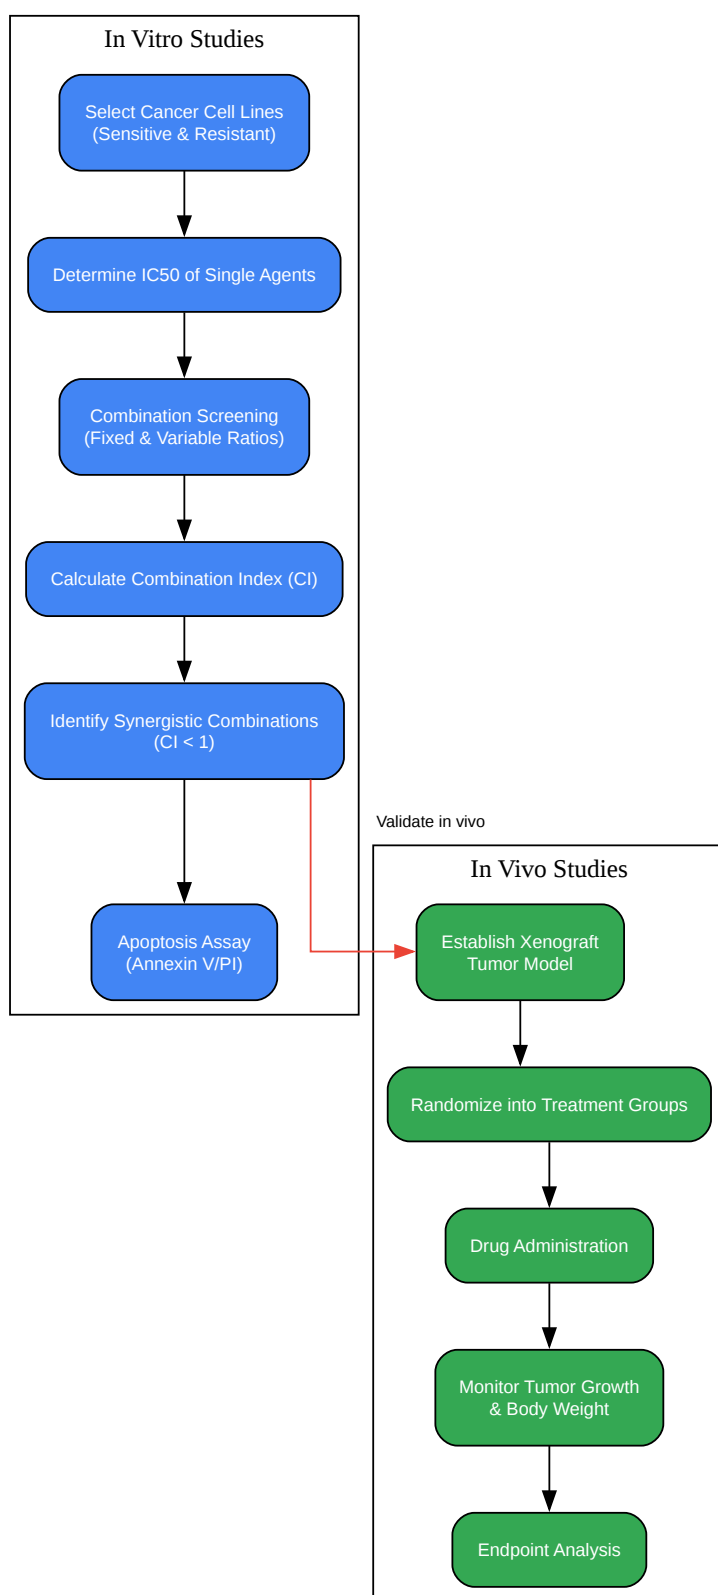 In Vitro Studies
Select Cancer Cell Lines
(Sensitive & Resistant)
Determine IC50 of Single Agents
Combination Screening
(Fixed & Variable Ratios)
Calculate Combination Index (CI)
Identify Synergistic Combinations
(CI < 1)
Apoptosis Assay
(Annexin V/PI)
Validate in vivo
In Vivo Studies
Establish Xenograft
Tumor Model
Randomize into Treatment Groups
Drug Administration
Monitor Tumor Growth
& Body Weight
Endpoint Analysis